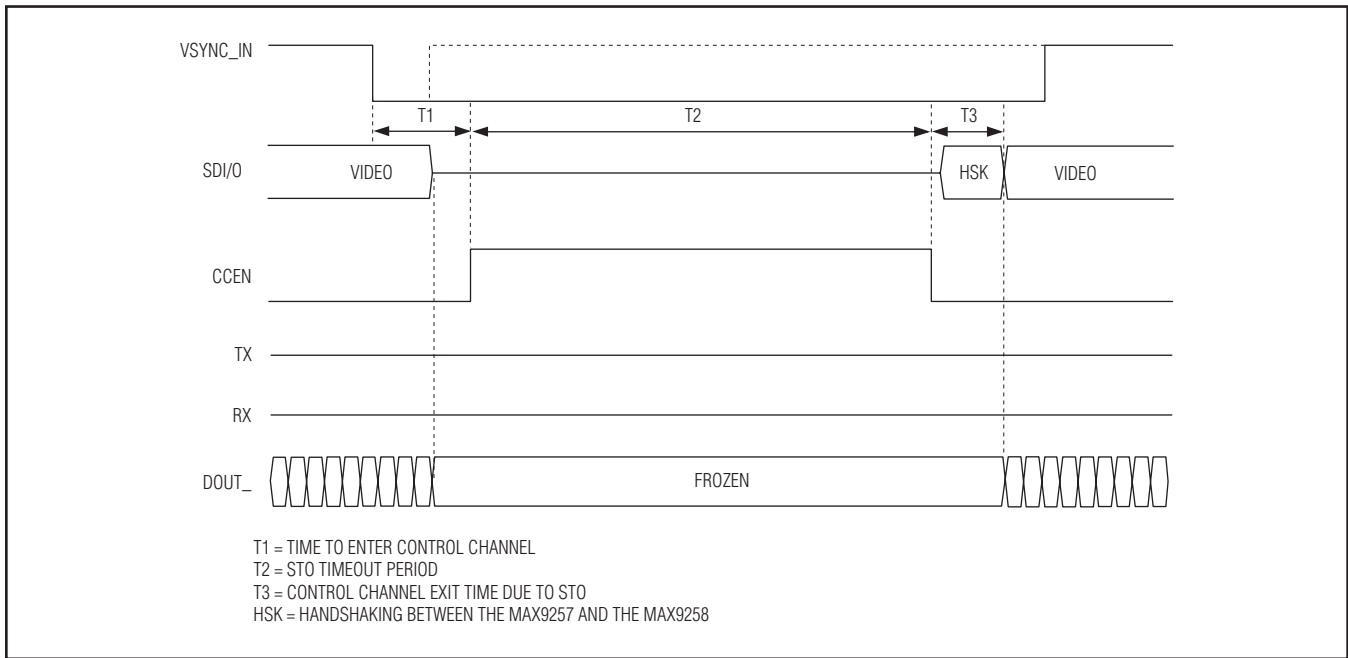 VSYNC_IN
T1
T2
T3
SDI/O
VIDEO
HSK
VIDEO
CCEN
TX
RX
DOUT_
FROZEN
T1 = TIME TO ENTER CONTROL CHANNEL
T2 = STO TIMEOUT PERIOD
T3 = CONTROL CHANNEL EXIT TIME DUE TO STO
HSK = HANDSHAKING BETWEEN THE MAX9257 AND THE MAX9258